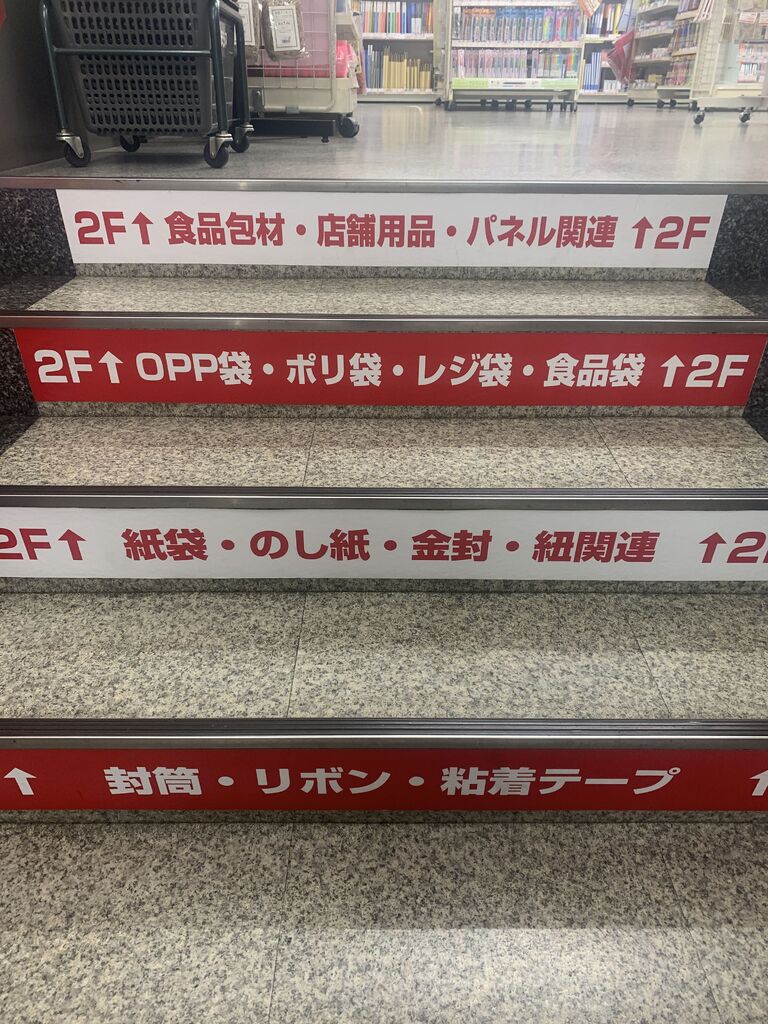 2F↑ 食品包材・店舗用品・パネル関連 ↑2F
2F↑ OPP袋・ポリ袋・レジ袋・食品袋 ↑2F
2F↑ 紙袋・のし紙・金封・紐関連 ↑2F
↑ 封筒・リボン・粘着テープ ↑